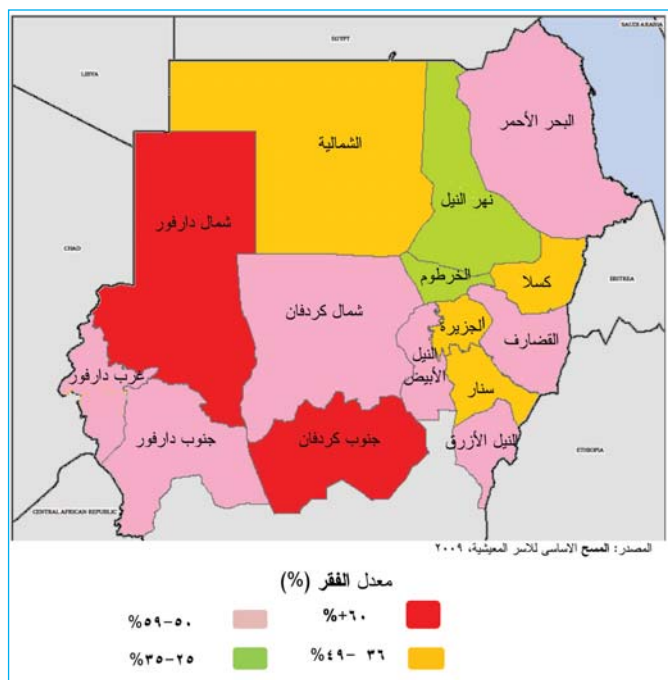 SAUDI ARABIA
EGYPT
LIBYA
البحر الأحمر
الشمالية
نهر النيل
شمال دارفور
CHAD
الخرطوم
كسلا
ERITREA
شمال كردفان
الجزيرة
القضارف
النيل
الأبيض
غرب دارفور
سنار
جنوب دارفور
جنوب كردفان
النيل الأزرق
ETHIOPIA
CENTRAL AFRICAN REPUBLIC
المصدر: المسح الاساسى للاسر المعيشية، ٢٠٠٩
معدل الفقر (%)
%+٦٠
%٥٩-٥٠
%٤٩- ٣٦
%٣٥-٢٥